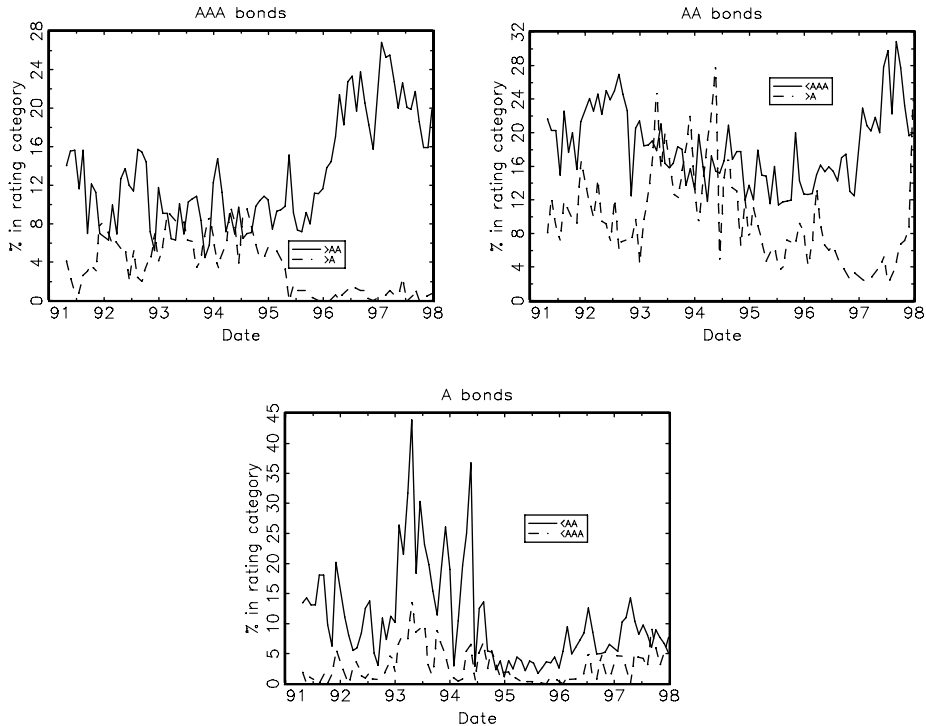 AAA bonds
% in rating category
28
24
20
16
12
8
4
0
>AA
>A
91 92 93 94 95 96 97 98
Date
AA bonds
% in rating category
32
28
24
20
16
12
8
4
0
<AAA
>A
91 92 93 94 95 96 97 98
Date
A bonds
% in rating category
45
40
35
30
25
20
15
10
5
0
<AA
<AAA
91 92 93 94 95 96 97 98
Date